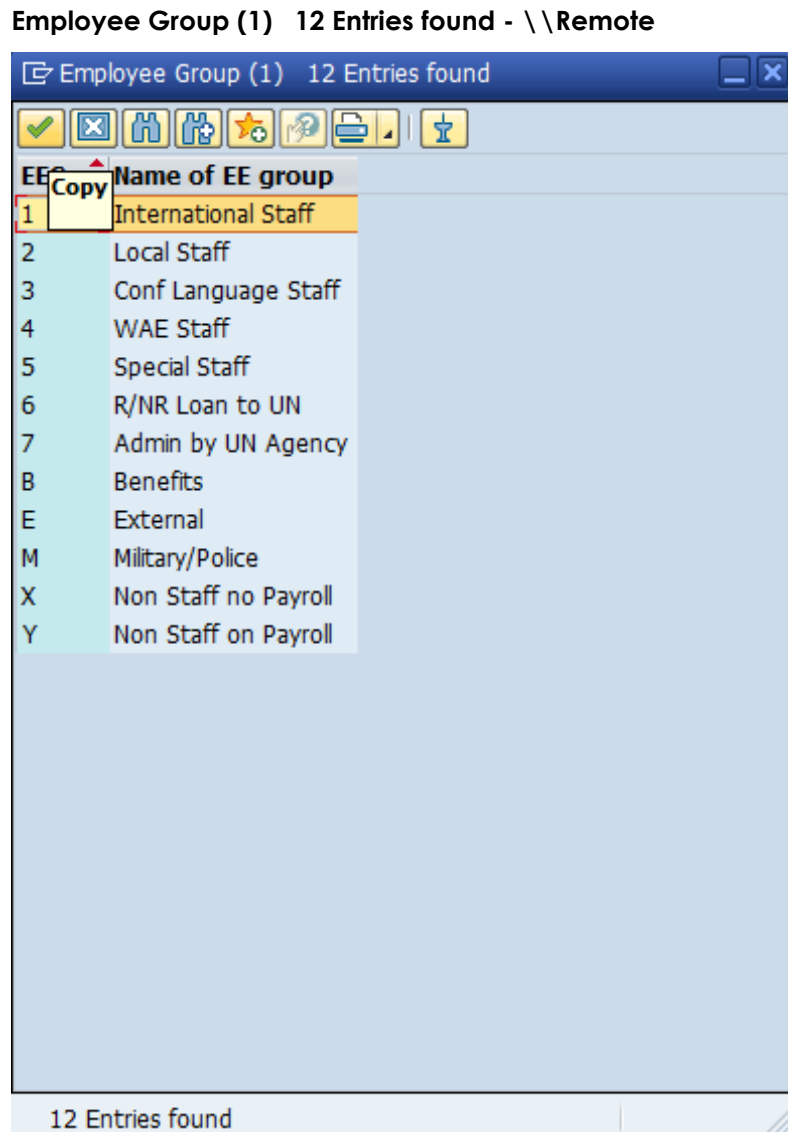 Employee Group (1)   12 Entries found - \\Remote
Employee Group (1)   12 Entries found
Name of EE group
Copy
1 International Staff
2 Local Staff
3 Conf Language Staff
4 WAE Staff
5 Special Staff
6 R/NR Loan to UN
7 Admin by UN Agency
B Benefits
E External
M Military/Police
X Non Staff no Payroll
Y Non Staff on Payroll
12 Entries found